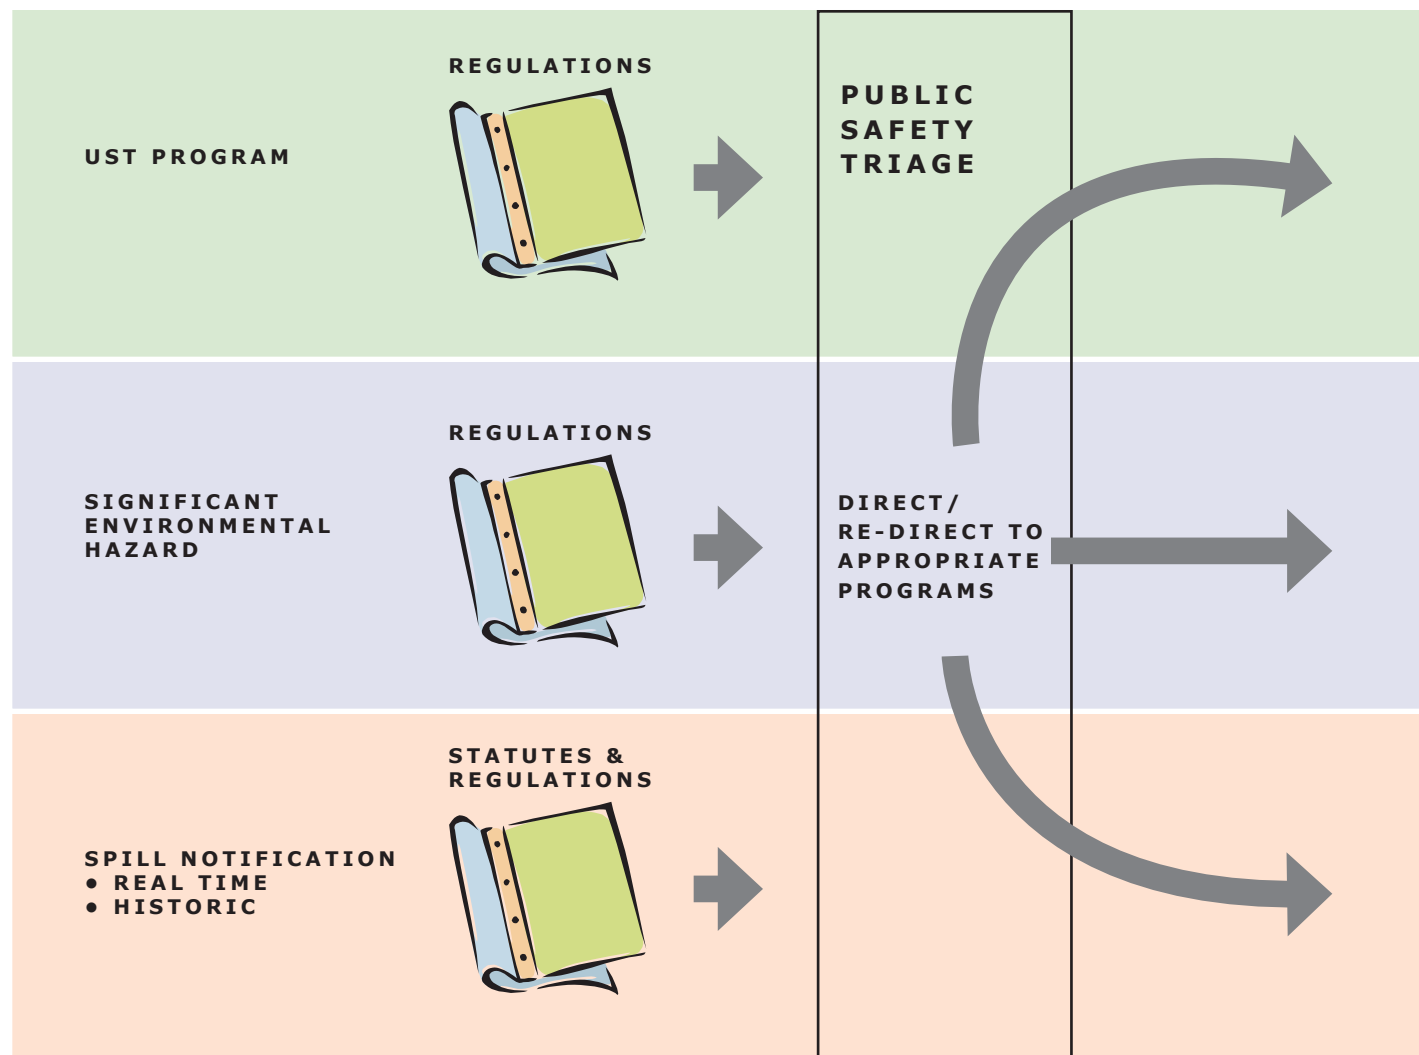 REGULATIONS
UST PROGRAM
PUBLIC
SAFETY
TRIAGE
REGULATIONS
SIGNIFICANT
ENVIRONMENTAL
HAZARD
DIRECT/
RE-DIRECT TO
APPROPRIATE
PROGRAMS
STATUTES &
REGULATIONS
SPILL NOTIFICATION
● REAL TIME
● HISTORIC